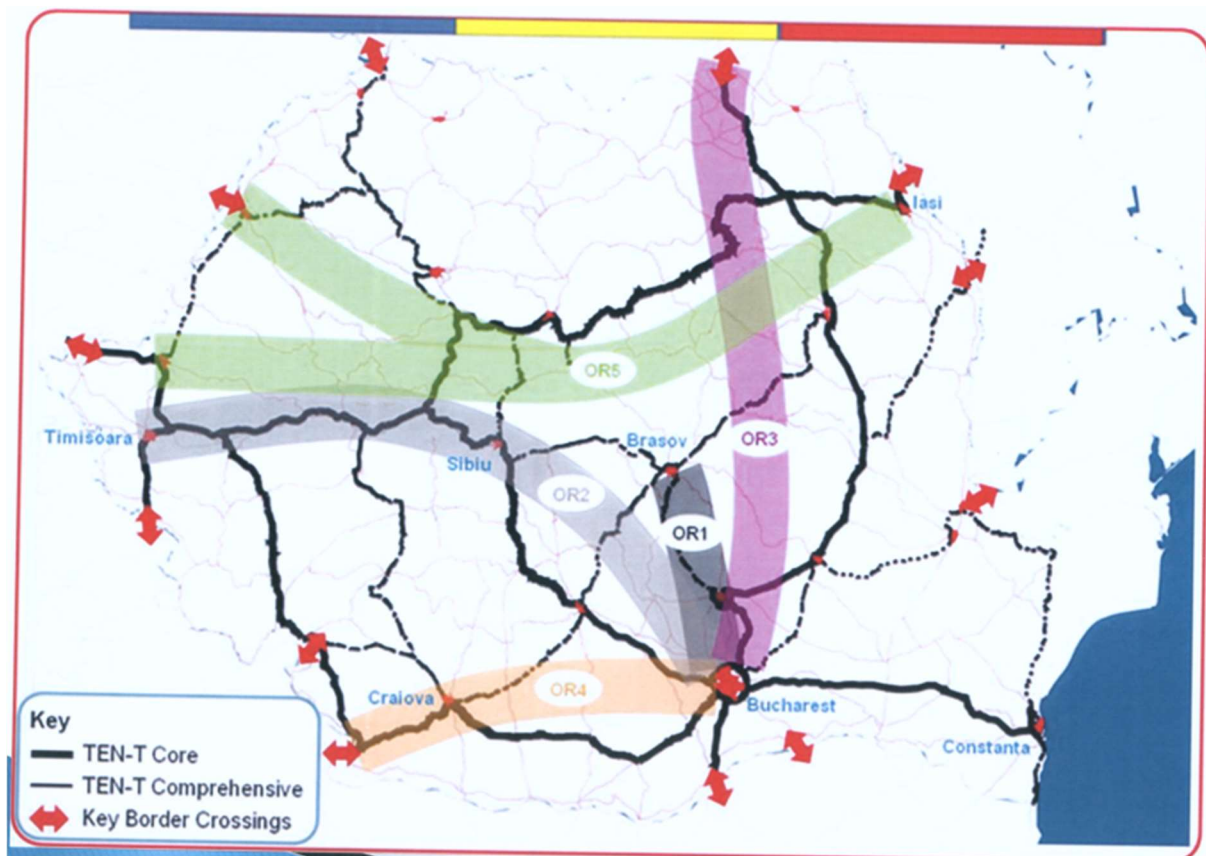 Iasi
OR5
Timisoara
Sibiu
Brasov
OR3
OR2
OR1
OR4
Craiova
Bucharest
Constanta
Key
TEN-T Core
TEN-T Comprehensive
Key Border Crossings